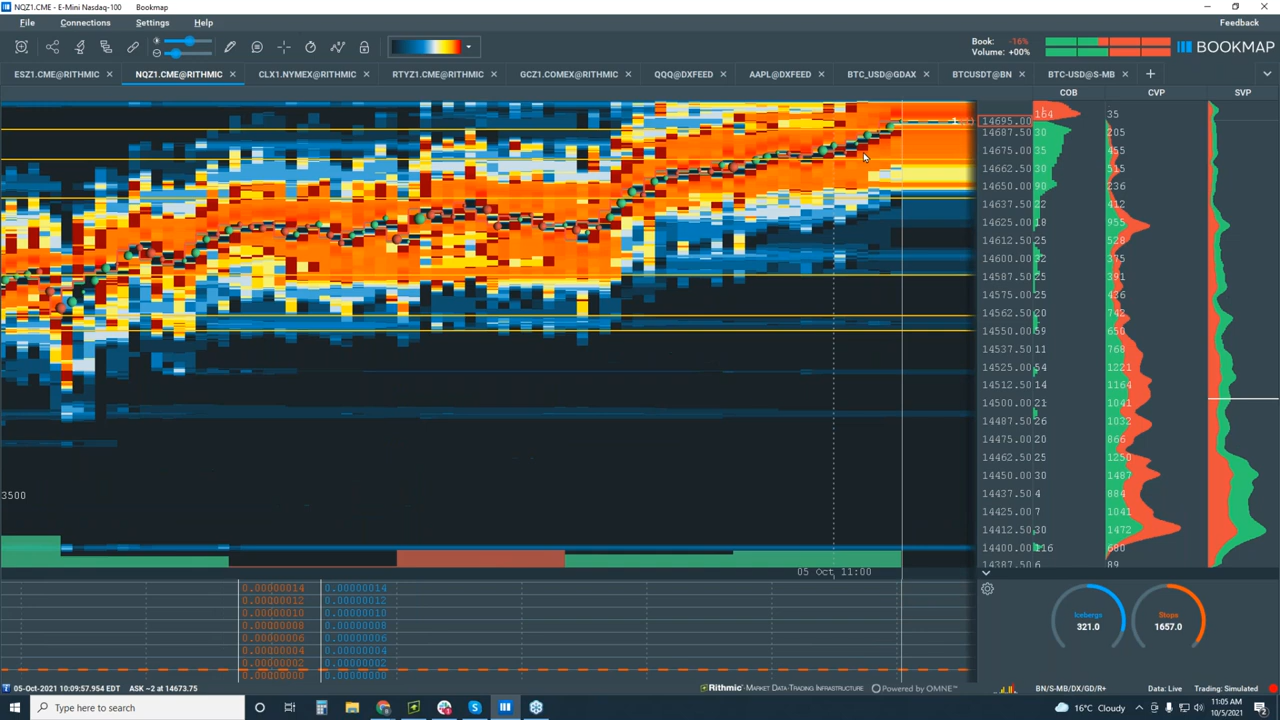 NQZ1.CME - E-Mini Nasdaq-100 Bookmap
File Connections Settings Help Feedback
Book: -16%
Volume: +00%
BOOKMAP
ESZ1.CME@RITHMIC NQZ1.CME@RITHMIC CLX1.NYMEX@RITHMIC RTYZ1.CME@RITHMIC GCZ1.COMEX@RITHMIC QQQ@DXFEED AAPL@DXFEED BTC_USD@GDAX BTCUSDT@BN BTC-USD@S-MB
COB CVP SVP
164 35
14695.00
14687.50 30 205
14675.00 35 455
14662.50 30 515
14650.00 90 236
14637.50 22 412
14625.00 18 955
14612.50 25 528
14600.00 32 375
14587.50 25 391
14575.00 25 436
14562.50 20 742
14550.00 59 650
14537.50 11 768
14525.00 54 1221
14512.50 14 1164
14500.00 21 1041
14487.50 26 1032
14475.00 20 866
14462.50 25 1250
14450.00 30 1487
14437.50 4 884
14425.00 7 1041
14412.50 30 1472
14400.00 116 680
14387.50 6 89
3500
05 Oct 11:00
0.00000014 0.00000014
0.00000012 0.00000012
0.00000010 0.00000010
0.00000008 0.00000008
0.00000006 0.00000006
0.00000004 0.00000004
0.00000002 0.00000002
0.00000000 0.00000000
Icebergs
321.0
Stops
1657.0
05-Oct-2021 10:09:57.954 EDT ASK ~2 at 14673.75 Rithmic - MARKET DATA-TRADING INFRASTRUCTURE Powered by OMNE™ BN/S-MB/DX/GD/R+ Data: Live Trading: Simulated
Type here to search
16°C Cloudy
11:05 AM
10/5/2021
2